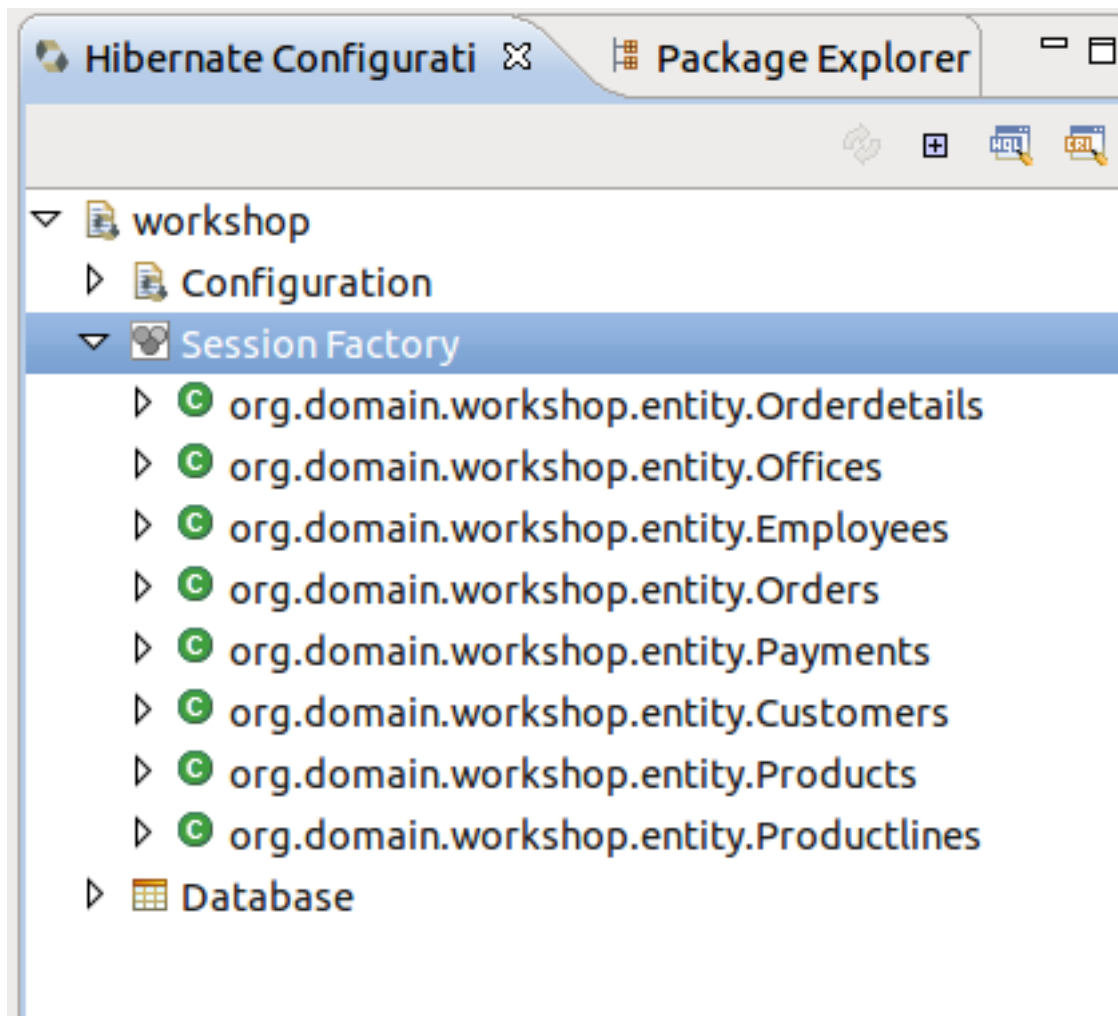 Hibernate Configurati Package Explorer
HQL CRI
workshop
Configuration
Session Factory
C org.domain.workshop.entity.Orderdetails
C org.domain.workshop.entity.Offices
C org.domain.workshop.entity.Employees
C org.domain.workshop.entity.Orders
C org.domain.workshop.entity.Payments
C org.domain.workshop.entity.Customers
C org.domain.workshop.entity.Products
C org.domain.workshop.entity.Productlines
Database